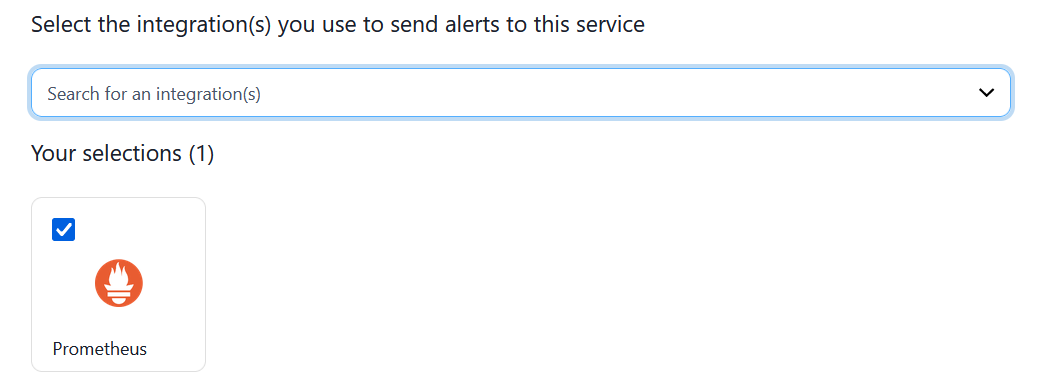 Select the integration(s) you use to send alerts to this service
Search for an integration(s)
Your selections (1)
Prometheus